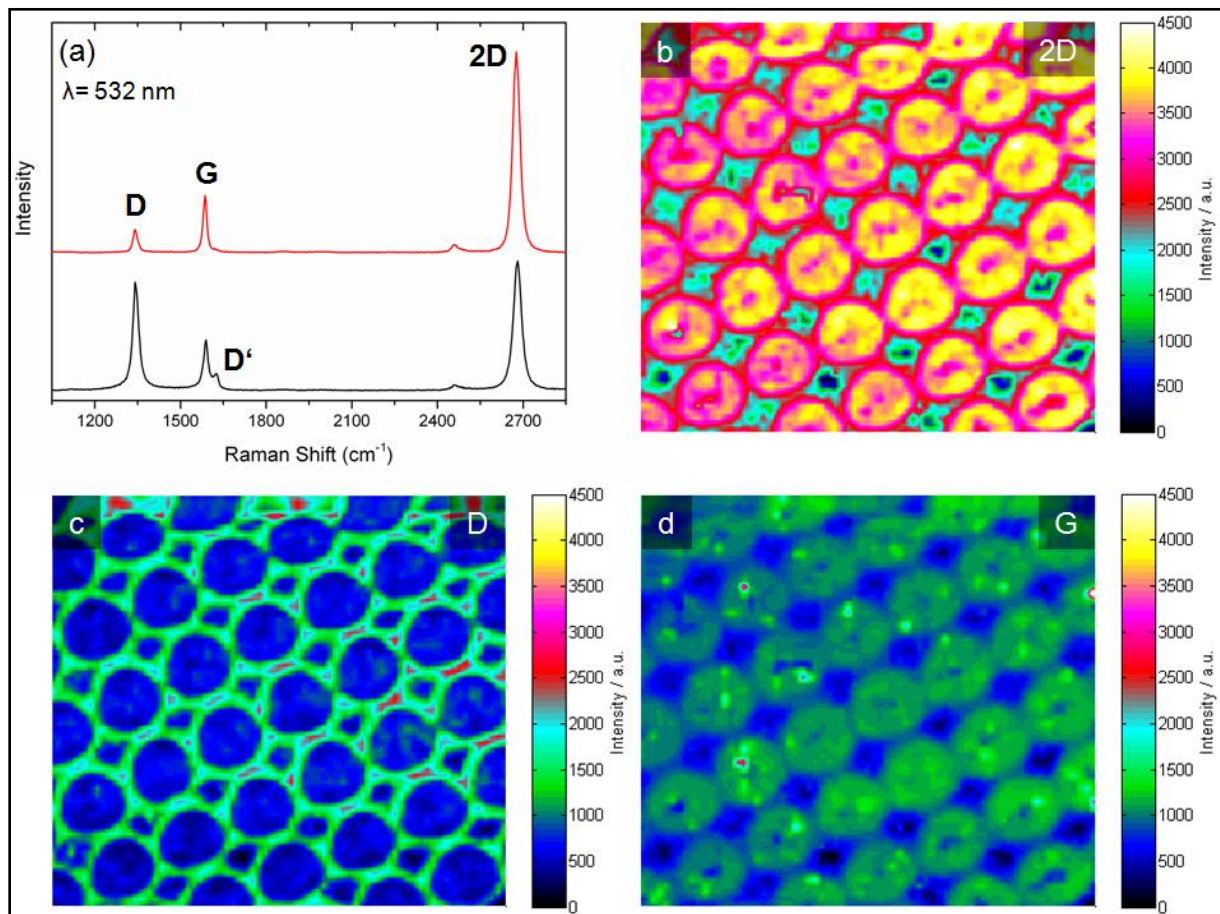 (a)
λ= 532 nm
D
G
D‘
2D
Intensity
1200 1500 1800 2100 2400 2700
Raman Shift (cm⁻¹)
b
2D
4500
4000
3500
3000
2500
2000
1500
1000
500
0
Intensity / a.u.
c
D
4500
4000
3500
3000
2500
2000
1500
1000
500
0
Intensity / a.u.
d
G
4500
4000
3500
3000
2500
2000
1500
1000
500
0
Intensity / a.u.